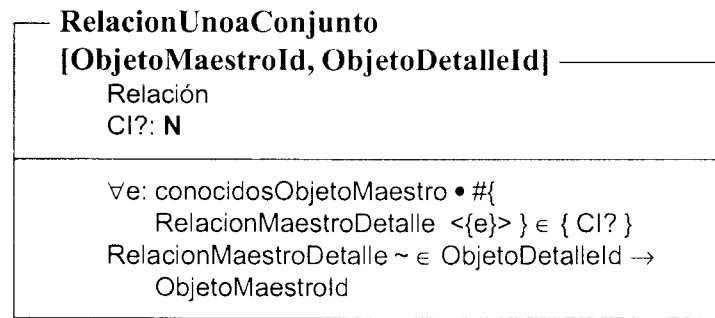 RelacionUnoaConjunto
[ObjetoMaestroId, ObjetoDetalleId]
Relación
CI?: N
∀e: conocidosObjetoMaestro • #{
RelacionMaestroDetalle <{e}> } ∈ { CI? }
RelacionMaestroDetalle ~ ∈ ObjetoDetalleId →
ObjetoMaestroId